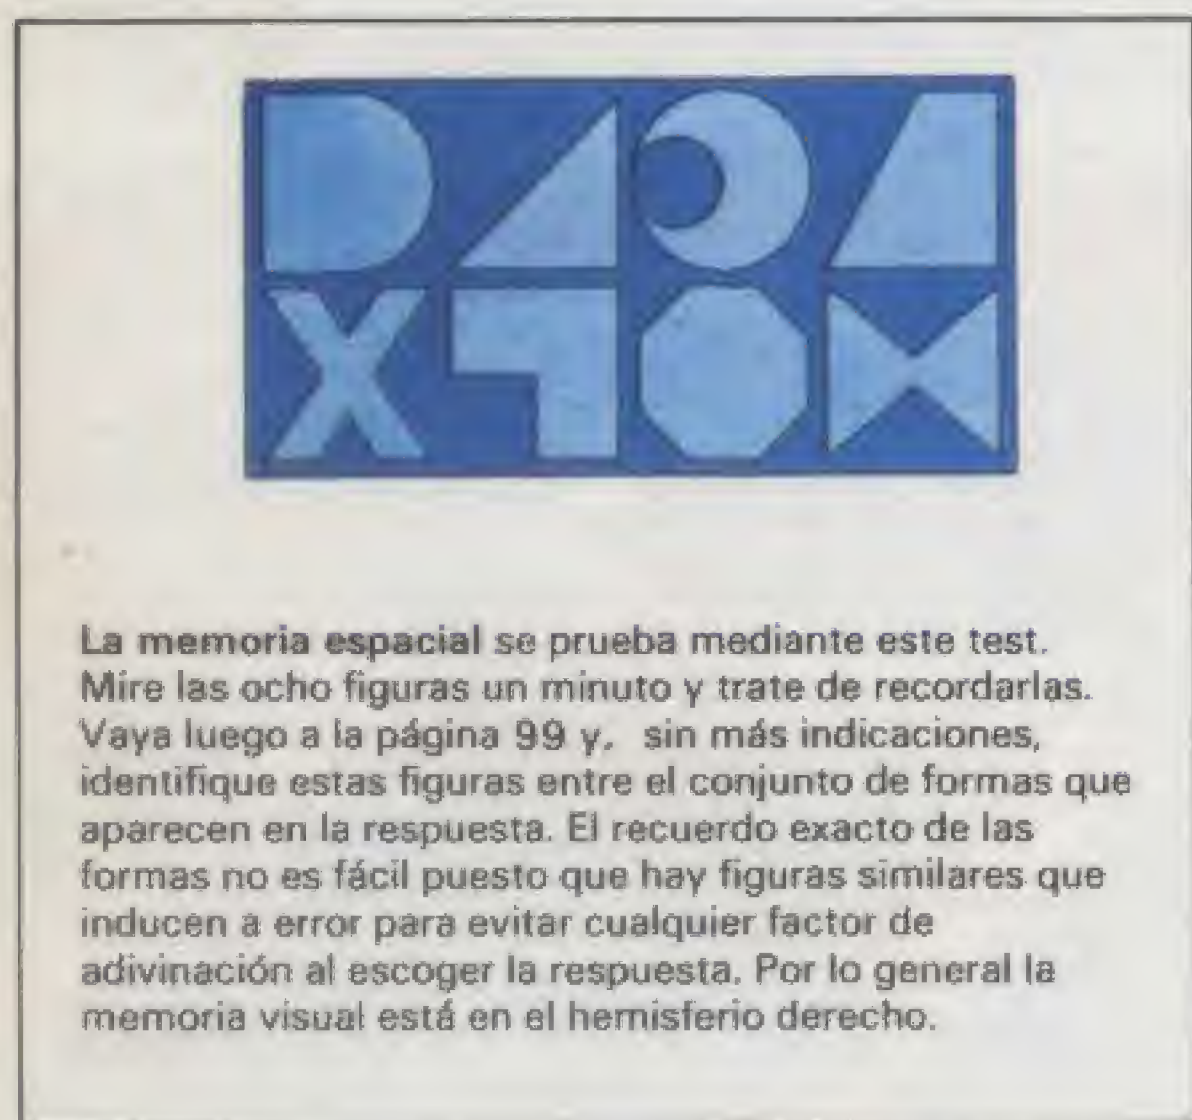 La memoria espacial se prueba mediante este test.
Mire las ocho figuras un minuto y trate de recordarlas.
Vaya luego a la página 99 y, sin más indicaciones,
identifique estas figuras entre el conjunto de formas que
aparecen en la respuesta. El recuerdo exacto de las
formas no es fácil puesto que hay figuras similares que
inducen a error para evitar cualquier factor de
adivinación al escoger la respuesta. Por lo general la
memoria visual está en el hemisferio derecho.